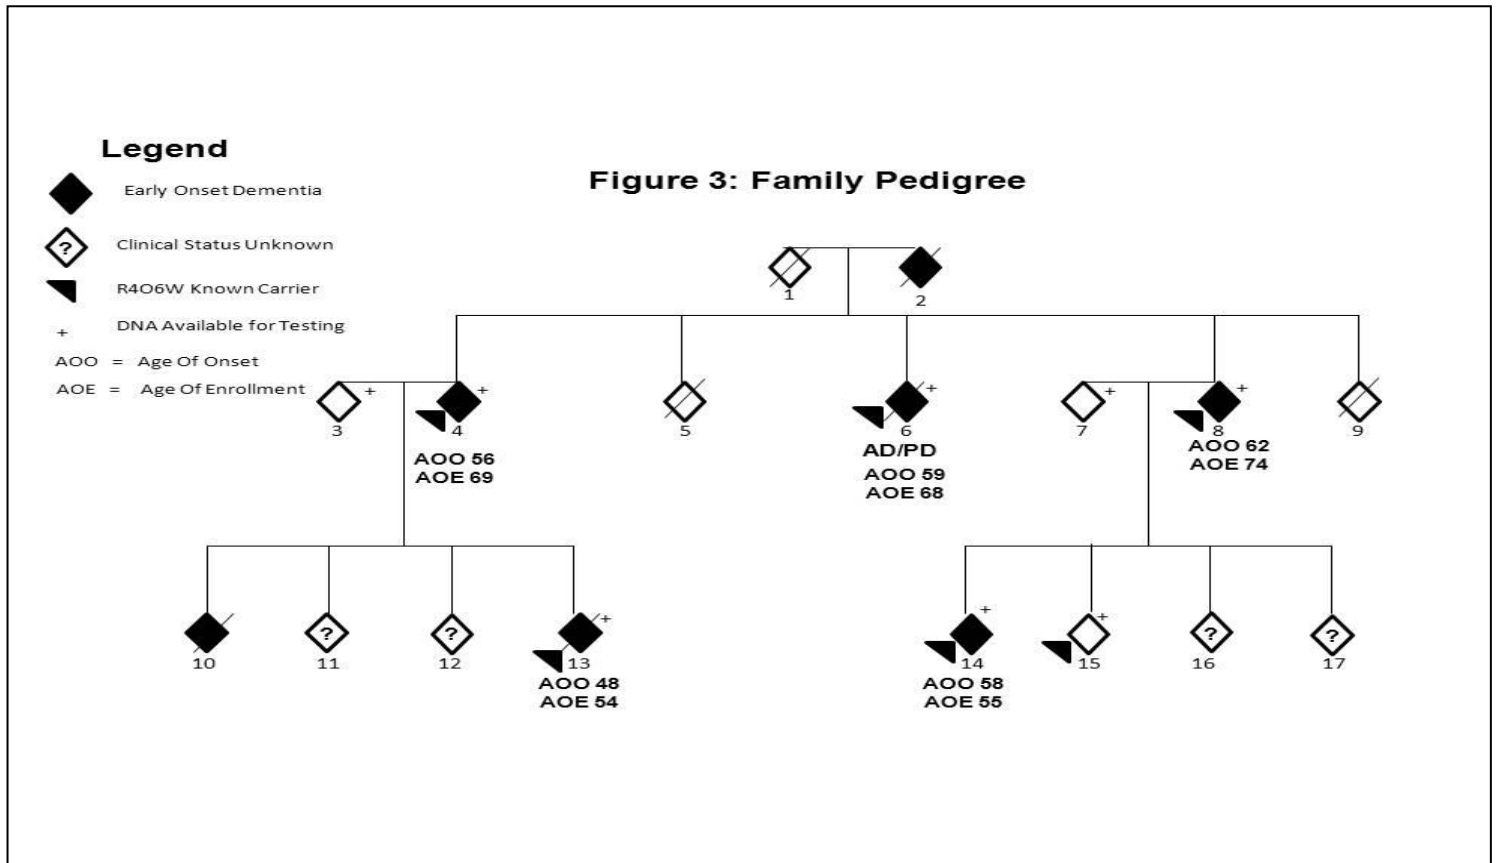 Legend
Early Onset Dementia
?
Clinical Status Unknown
R4O6W Known Carrier
+
DNA Available for Testing
AOO = Age Of Onset
AOE = Age Of Enrollment
Figure 3: Family Pedigree
1
2
+ + + + +
3 4 5 6 7 8 9
AOO 56
AOE 69
AD/PD
AOO 59
AOE 68
AOO 62
AOE 74
? ? + + + ? ?
10 11 12 13 14 15 16 17
AOO 48
AOE 54
AOO 58
AOE 55